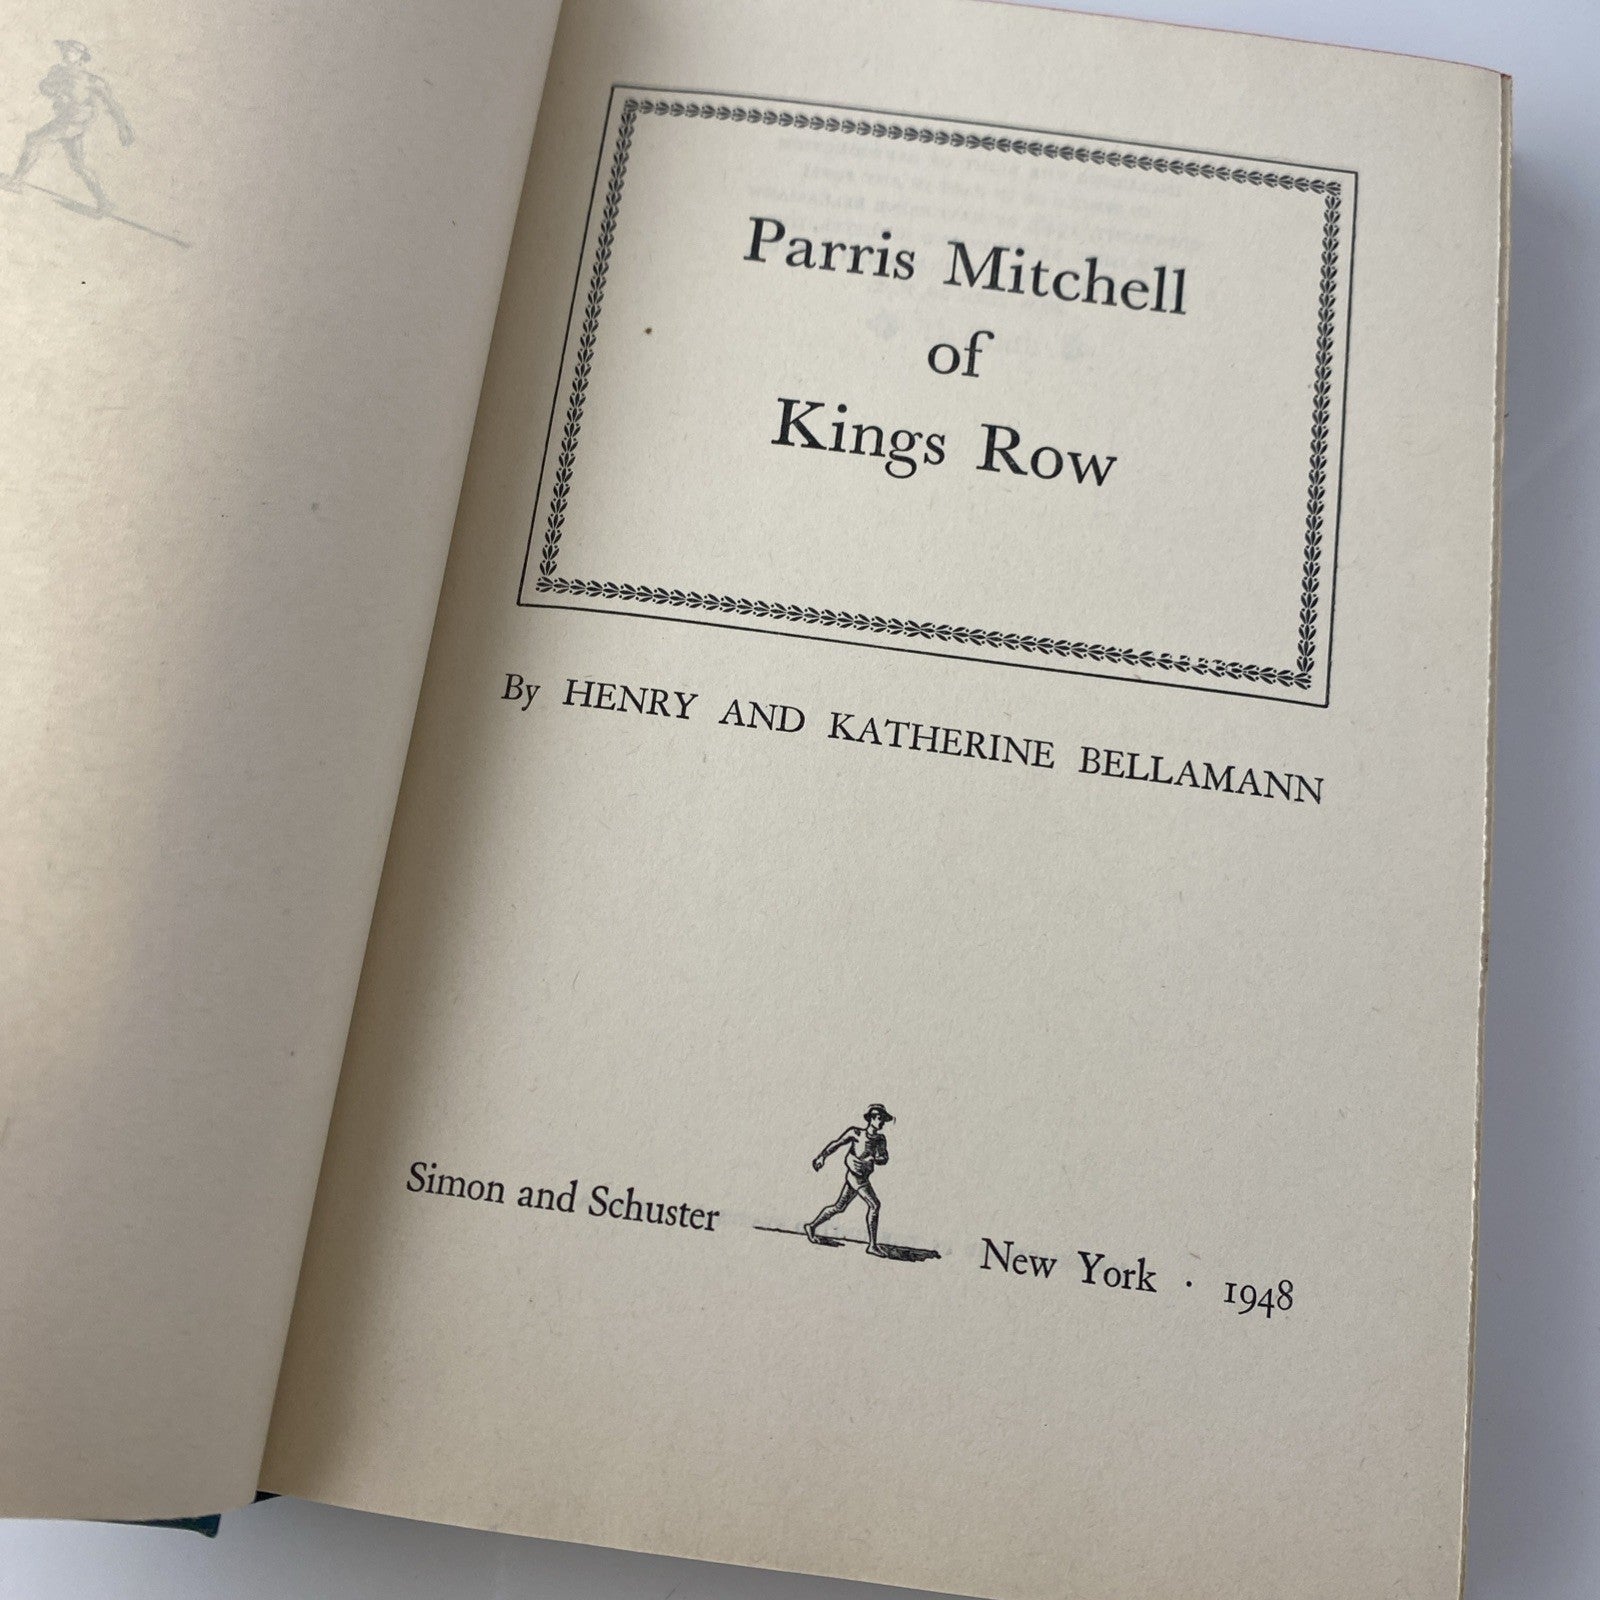 Parris Mitchell
of
Kings Row
By HENRY AND KATHERINE BELLAMANN
Simon and Schuster New York · 1948